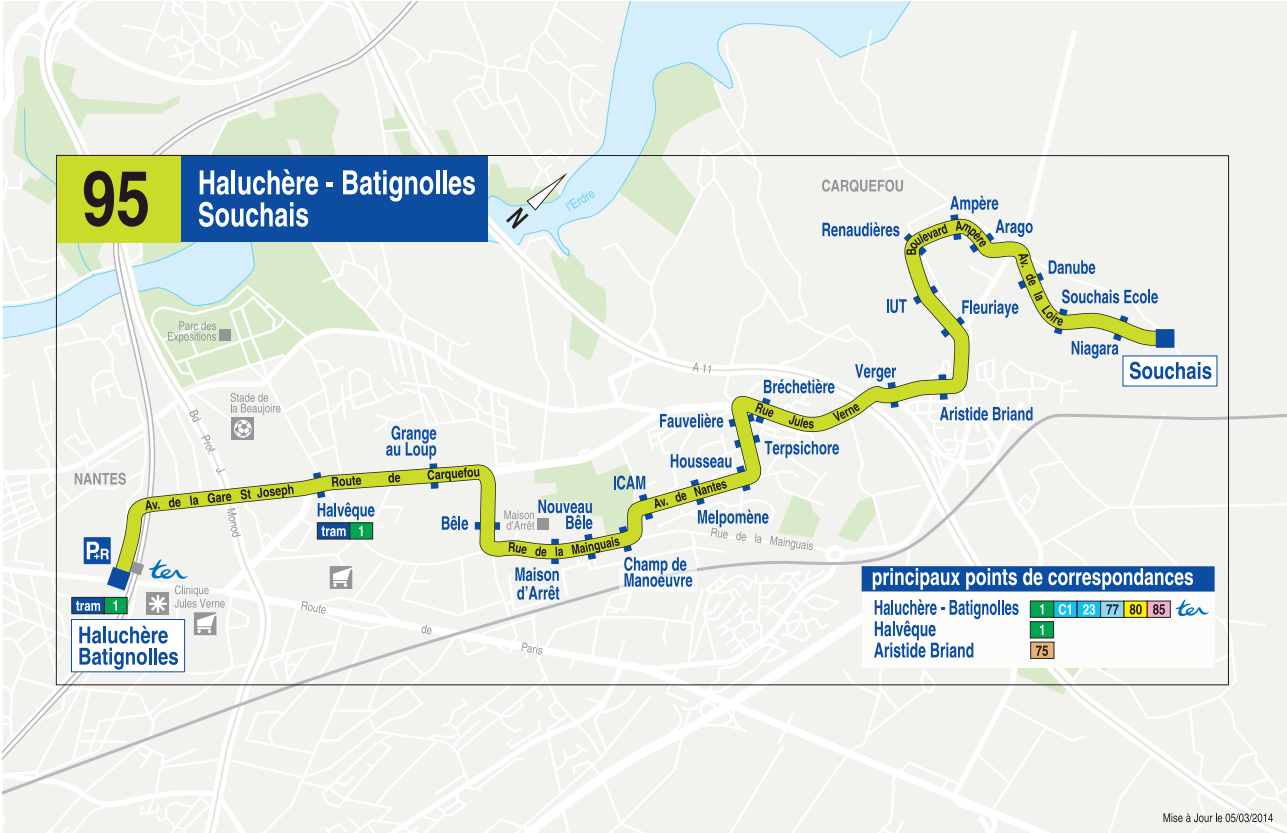 95
Haluchère - Batignolles
Souchais
N
l'Erdre
CARQUEFOU
Ampère
Arago
Renaudières
Boulevard Ampère
Av. de la Loire
Danube
Souchais Ecole
IUT
Fleuriaye
Niagara
Souchais
Parc des
Expositions
A 11
Verger
Bréchetière
Rue Jules Verne
Aristide Briand
Stade de
la Beaujoire
Bd Prof. J. Monod
Fauvelière
Terpsichore
Grange
au Loup
Housseau
NANTES
Route de Carquefou
Av. de la Gare St Joseph
ICAM
Av. de Nantes
Halvêque
tram 1
Bêle
Maison
d'Arrêt
Nouveau
Bêle
Melpomène
Rue de la Mainguais
Rue de la Mainguais
P+R
ter
Maison
d'Arrêt
Champ de
Manoeuvre
Clinique
Jules Verne
tram 1
Haluchère
Batignolles
Route de Paris
principaux points de correspondances
Haluchère - Batignolles 1 C1 23 77 80 85 ter
Halvêque 1
Aristide Briand 75
Mise à Jour le 05/03/2014